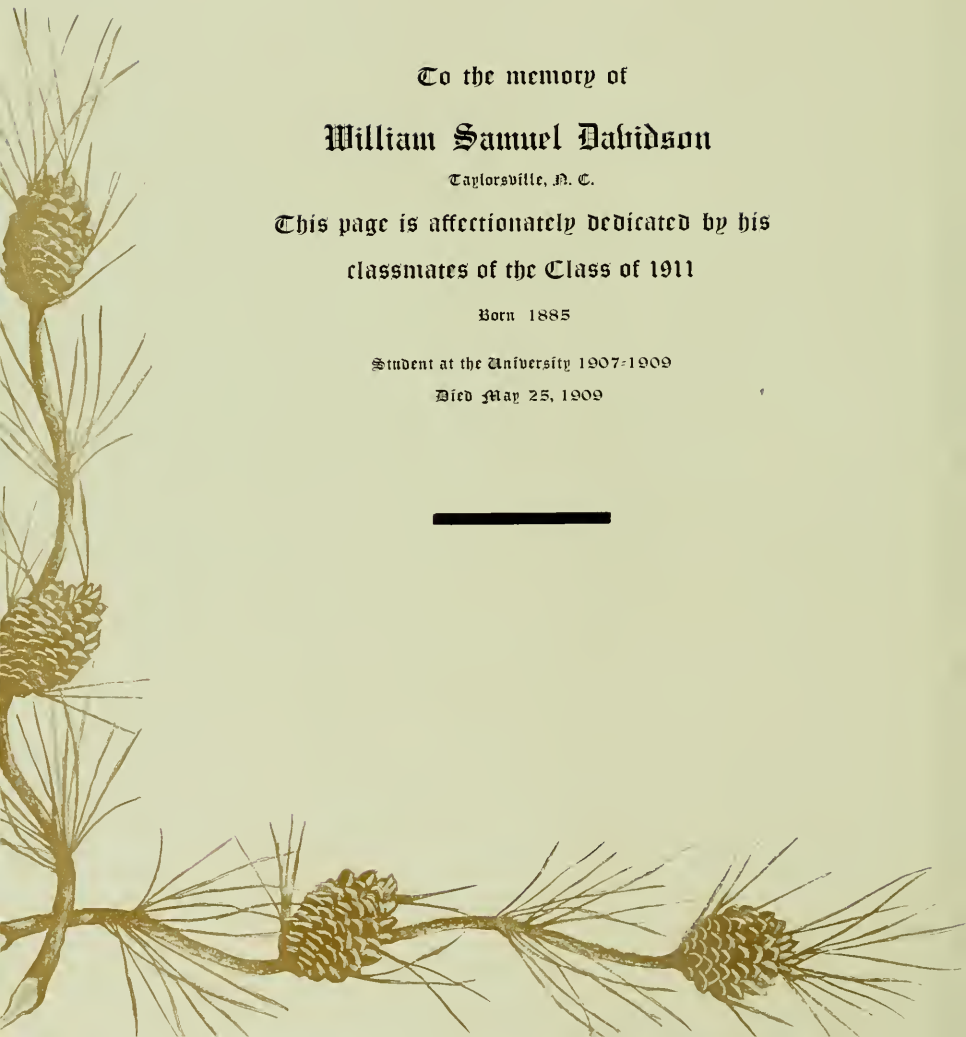 To the memory of
William Samuel Davidson
Taylorsville, N. C.
This page is affectionately dedicated by his
classmates of the Class of 1911
Born 1885
Student at the University 1907-1909
Died May 25, 1909